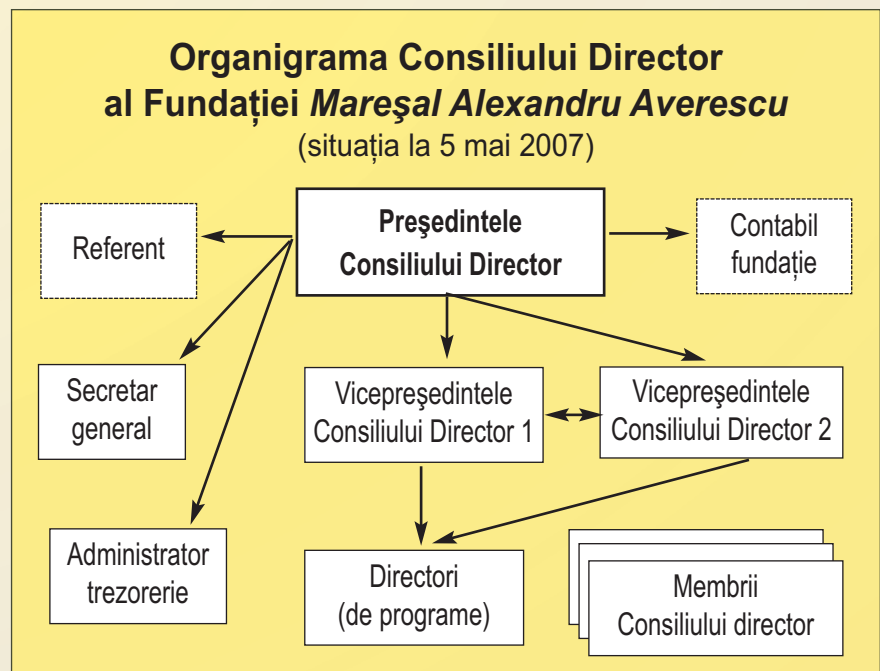 Organigrama Consiliului Director
al Fundației Mareşal Alexandru Averescu
(situația la 5 mai 2007)
Referent
Preşedintele
Consiliului Director
Contabil
fundație
Secretar
general
Vicepreşedintele
Consiliului Director 1
Vicepreşedintele
Consiliului Director 2
Administrator
trezorerie
Directori
(de programe)
Membrii
Consiliului director